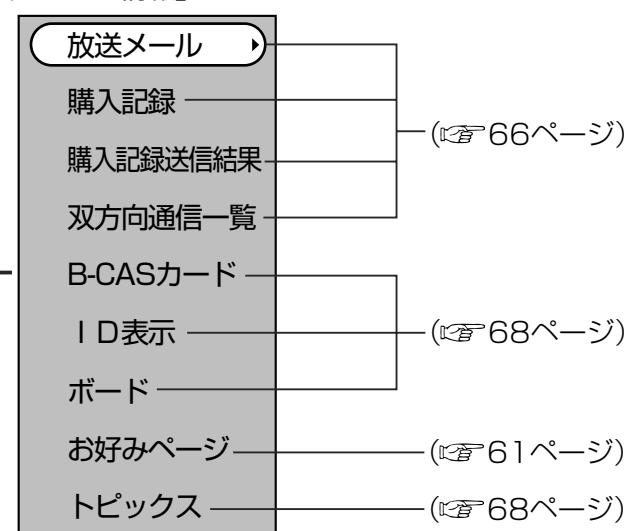 放送メール
購入記録
(☞66ページ)
購入記録送信結果
双方向通信一覧
B-CASカード
ＩＤ表示 (☞68ページ)
ボード
お好みページ (☞61ページ)
トピックス (☞68ページ)